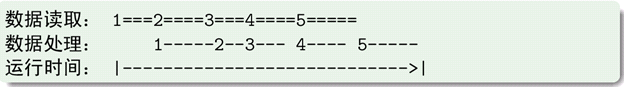 数据读取： 1===2====3===4====5=====
数据处理：    1-----2--3--- 4---- 5-----
运行时间： |---------------------------->|